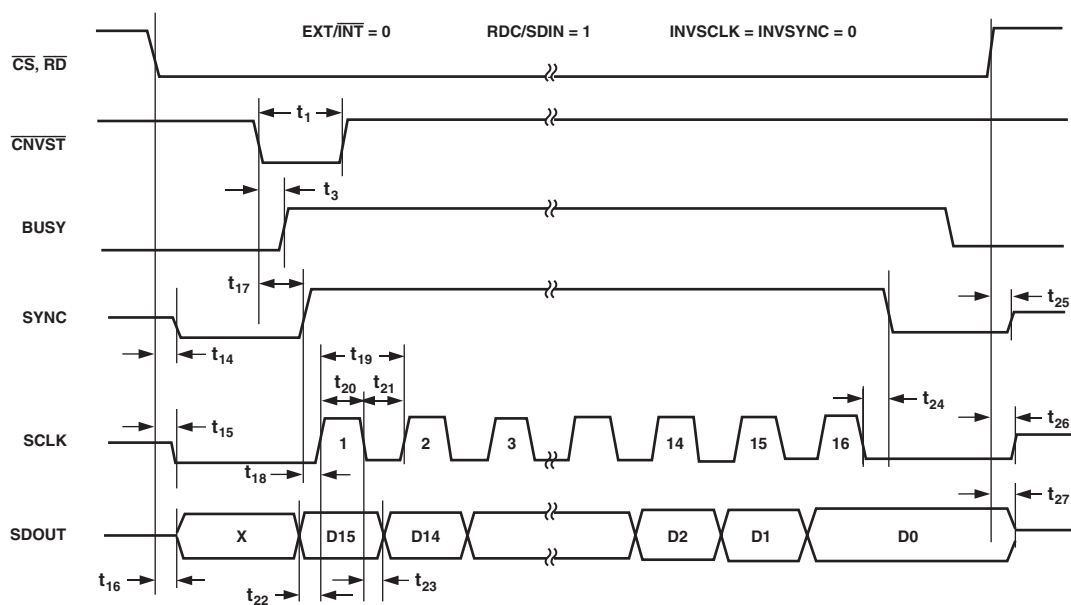 EXT/INT = 0 RDC/SDIN = 1 INVSCLK = INVSYNC = 0
CS, RD
t1
CNVST
t3
BUSY
t17
t25
SYNC
t14
t19
t20 t21
t24
t26
SCLK
t15
1 2 3 14 15 16
t18
t27
SDOUT
X D15 D14 D2 D1 D0
t16
t22
t23